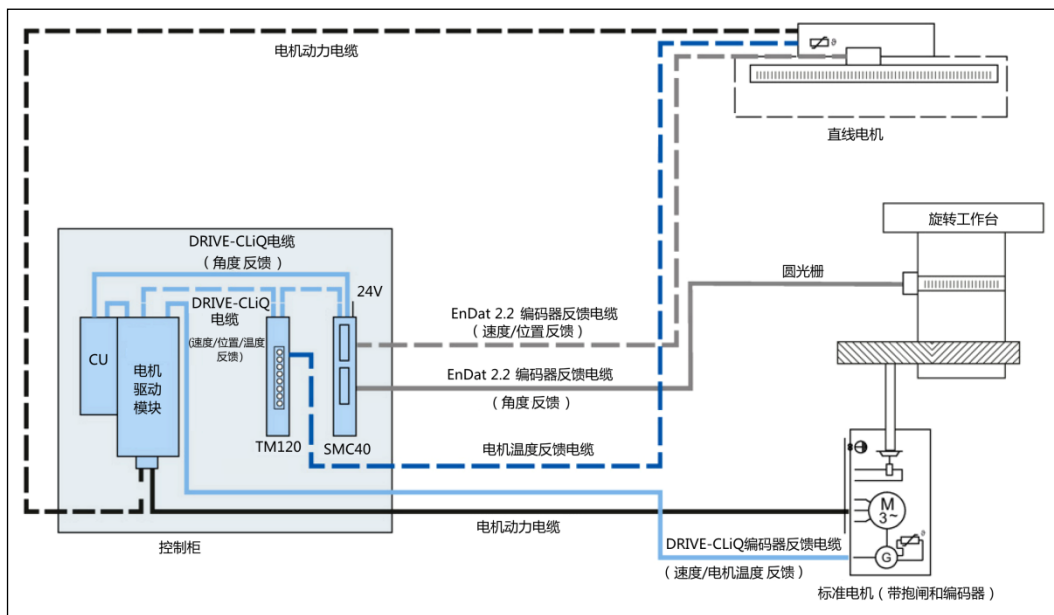 电机动力电缆
ϑ
直线电机
旋转工作台
圆光栅
DRIVE-CLiQ电缆
(角度 反馈)
DRIVE-CLiQ
电缆
(速度/位置/温度
反馈)
24V
CU
电机
驱动
模块
TM120
SMC40
EnDat 2.2 编码器反馈电缆
(速度/位置反馈)
EnDat 2.2 编码器反馈电缆
(角度 反馈)
电机温度反馈电缆
电机动力电缆
控制柜
M
3~
ϑ
G
DRIVE-CLiQ编码器反馈电缆
(速度/电机温度 反馈)
标准电机(带抱闸和编码器)